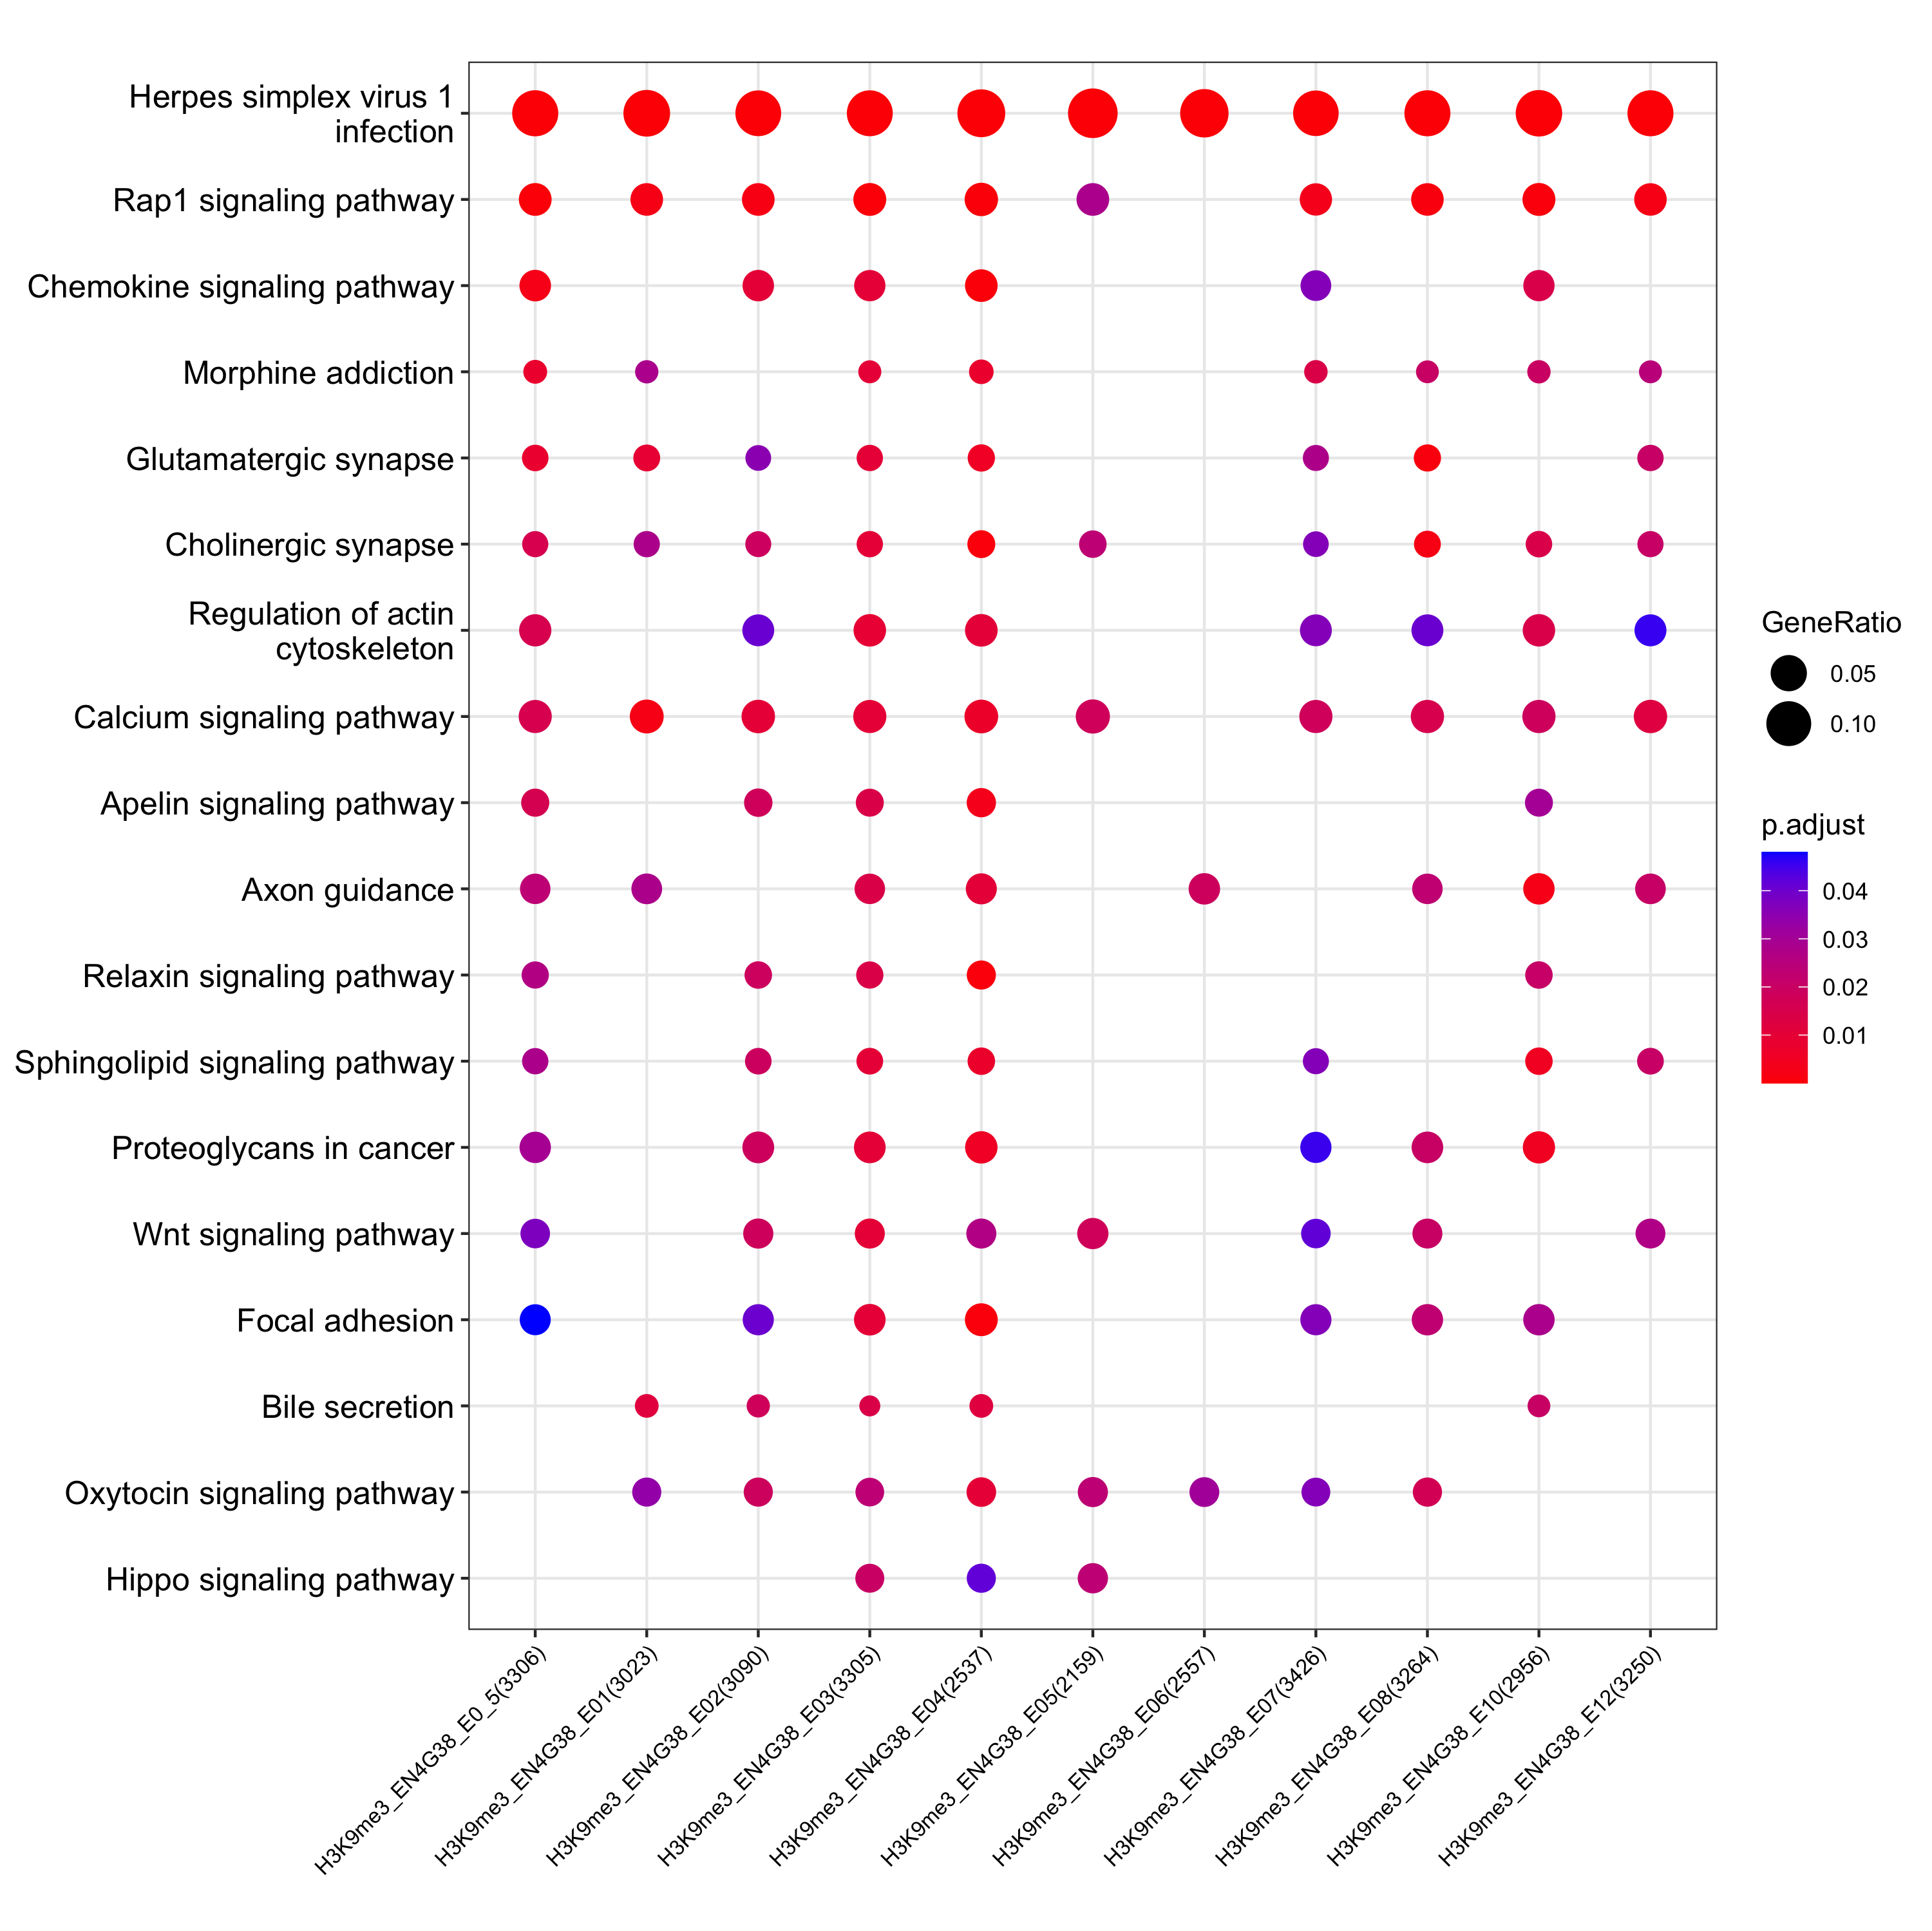 Herpes simplex virus 1
infection
Rap1 signaling pathway
Chemokine signaling pathway
Morphine addiction
Glutamatergic synapse
Cholinergic synapse
Regulation of actin
cytoskeleton
Calcium signaling pathway
Apelin signaling pathway
Axon guidance
Relaxin signaling pathway
Sphingolipid signaling pathway
Proteoglycans in cancer
Wnt signaling pathway
Focal adhesion
Bile secretion
Oxytocin signaling pathway
Hippo signaling pathway
H3K9me3_EN4G38_E0_5(3306)
H3K9me3_EN4G38_E01(3023)
H3K9me3_EN4G38_E02(3090)
H3K9me3_EN4G38_E03(3305)
H3K9me3_EN4G38_E04(2537)
H3K9me3_EN4G38_E05(2159)
H3K9me3_EN4G38_E06(2557)
H3K9me3_EN4G38_E07(3426)
H3K9me3_EN4G38_E08(3264)
H3K9me3_EN4G38_E10(2956)
H3K9me3_EN4G38_E12(3250)
GeneRatio
0.05
0.10
p.adjust
0.04
0.03
0.02
0.01